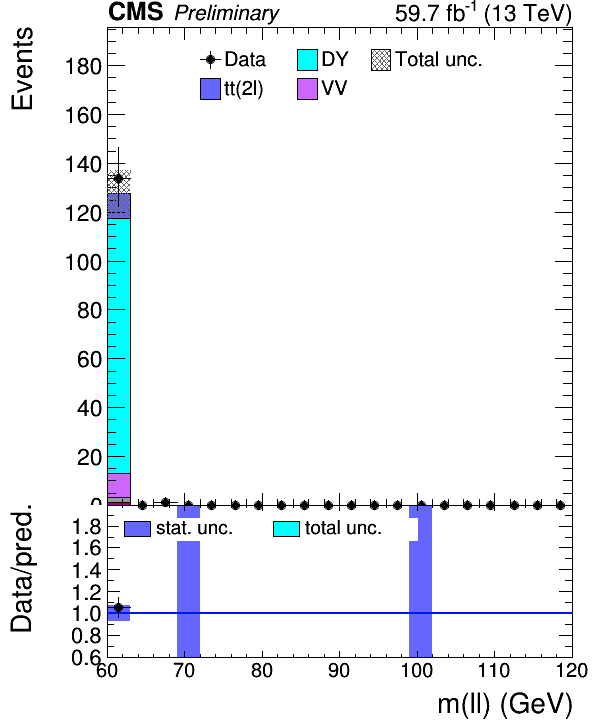 CMS Preliminary 59.7 fb-1 (13 TeV)
Events
Data DY Total unc.
tt(2l) VV
180
160
140
120
100
80
60
40
20
0
Data/pred.
stat. unc. total unc.
1.8
1.6
1.4
1.2
1.0
0.8
0.6
60 70 80 90 100 110 120
m(ll) (GeV)